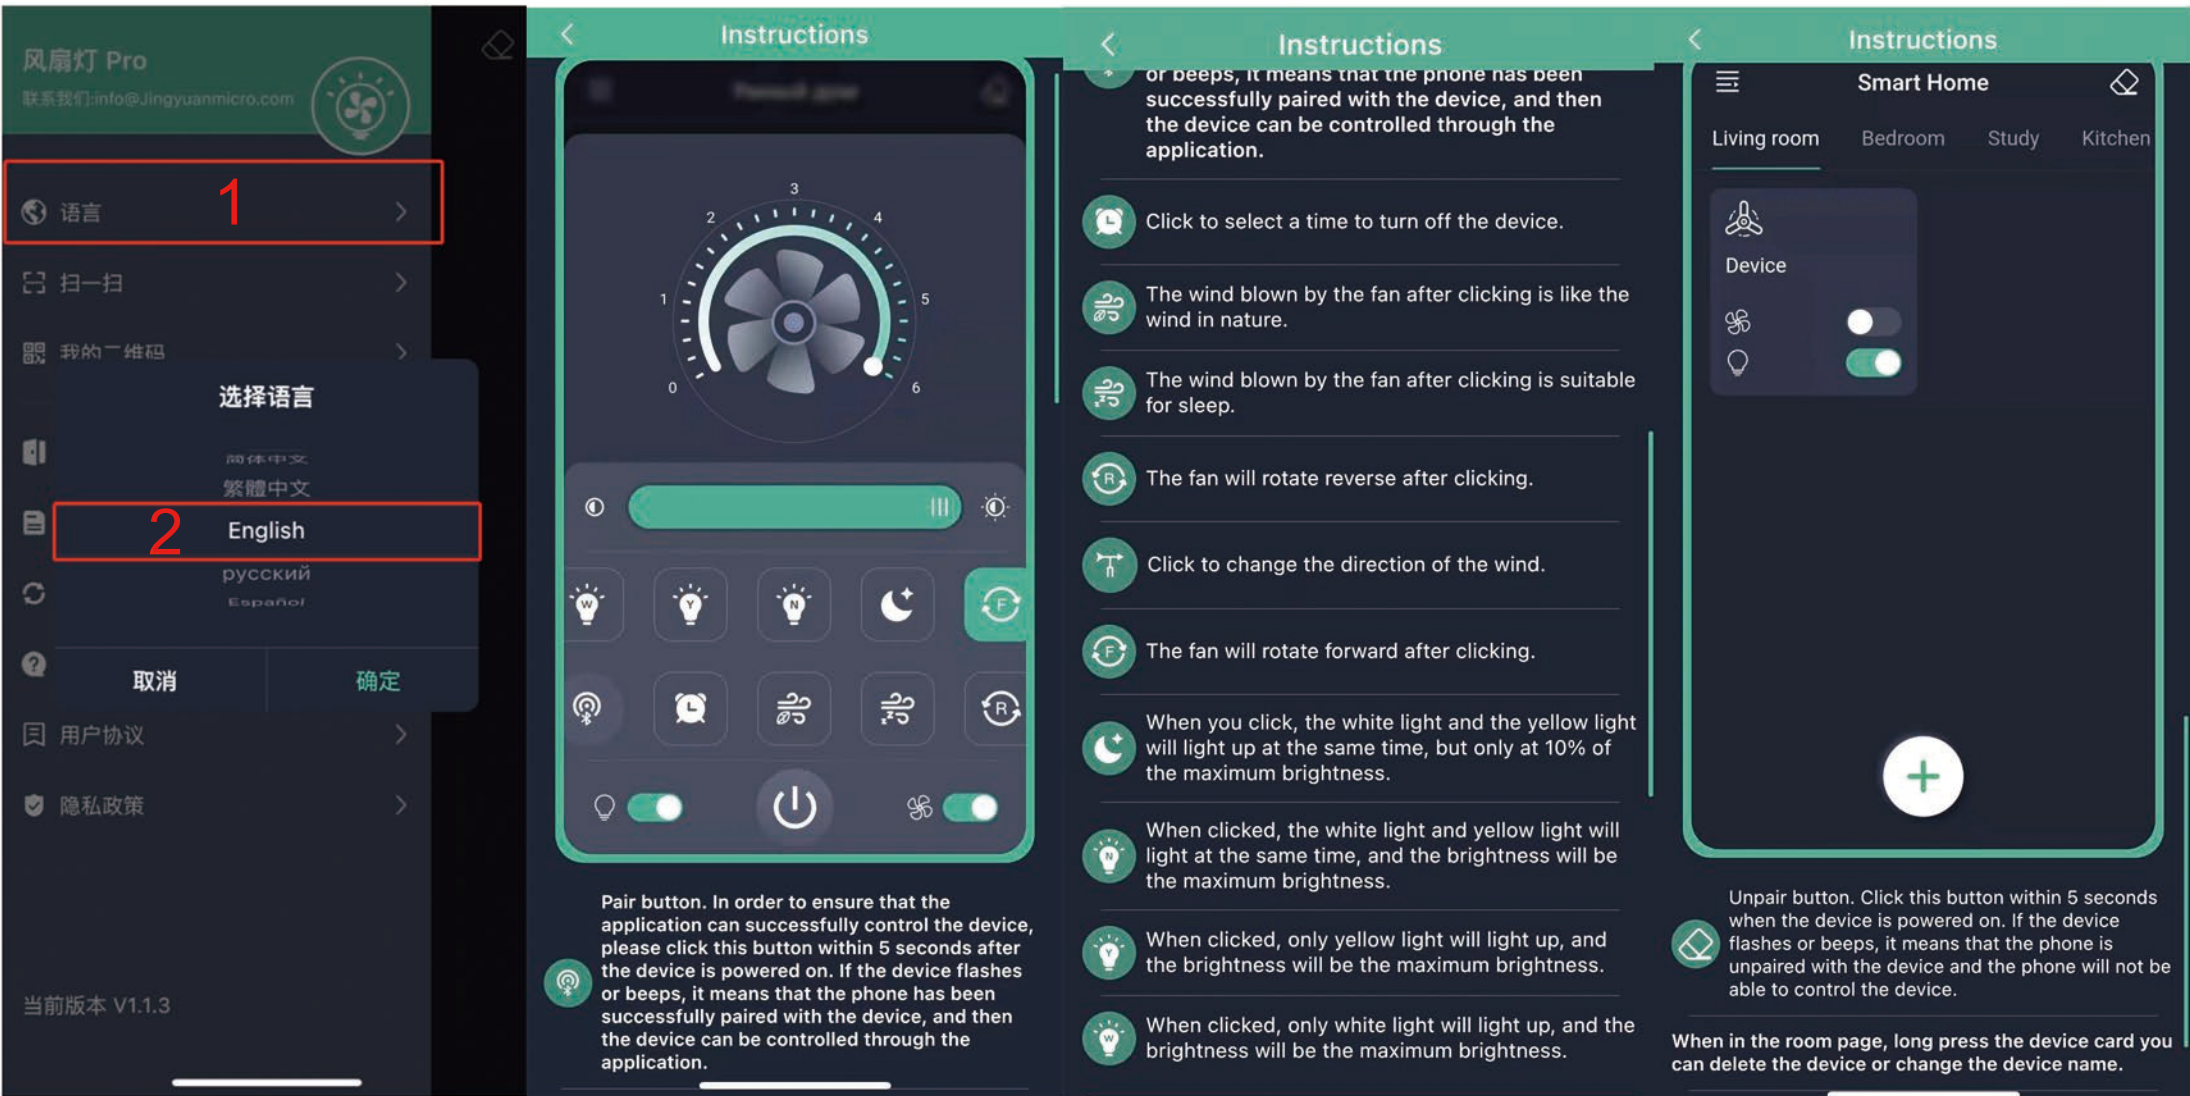 风扇灯 Pro
联系我们:info@Jingyuanmicro.com
1
语言
扫一扫
我的二维码
选择语言
简体中文
繁體中文
2
English
русский
Español
取消
确定
用户协议
隐私政策
当前版本 V1.1.3
Instructions
3
2
4
1
5
0
6
W
Y
N
F
L
R
Pair button. In order to ensure that the
application can successfully control the device,
please click this button within 5 seconds after
the device is powered on. If the device flashes
or beeps, it means that the phone has been
successfully paired with the device, and then
the device can be controlled through the
application.
Instructions
or beeps, it means that the phone has been
successfully paired with the device, and then
the device can be controlled through the
application.
Click to select a time to turn off the device.
The wind blown by the fan after clicking is like the
wind in nature.
The wind blown by the fan after clicking is suitable
for sleep.
R
The fan will rotate reverse after clicking.
Click to change the direction of the wind.
F
The fan will rotate forward after clicking.
When you click, the white light and the yellow light
will light up at the same time, but only at 10% of
the maximum brightness.
N
When clicked, the white light and yellow light will
light at the same time, and the brightness will be
the maximum brightness.
Y
When clicked, only yellow light will light up, and
the brightness will be the maximum brightness.
W
When clicked, only white light will light up, and the
brightness will be the maximum brightness.
Instructions
Smart Home
Living room
Bedroom
Study
Kitchen
Device
Unpair button. Click this button within 5 seconds
when the device is powered on. If the device
flashes or beeps, it means that the phone is
unpaired with the device and the phone will not be
able to control the device.
When in the room page, long press the device card you
can delete the device or change the device name.